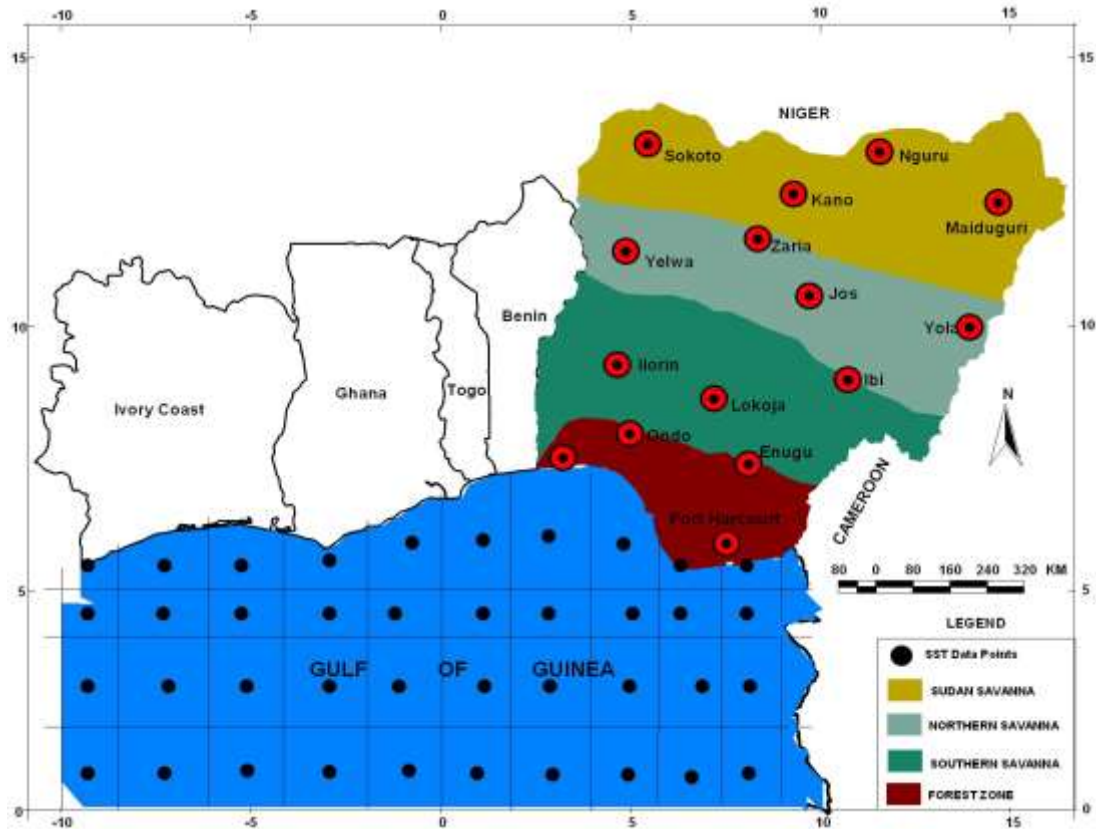 -10 -5 0 5 10 15
15 15
NIGER
Sokoto
Nguru
Kano
Maiduguri
Zaria
Yelwa
Jos
Benin
10 Yola 10
Ilorin
Ibi
Ghana
Togo
Ivory Coast
Lokoja
N
Ondo
Enugu
CAMEROON
Port Harcourt
80 0 80 160 240 320 KM
5 5
LEGEND
SST Data Points
GULF OF GUINEA
SUDAN SAVANNA
NORTHERN SAVANNA
SOUTHERN SAVANNA
FOREST ZONE
0 0
-10 -5 0 5 10 15